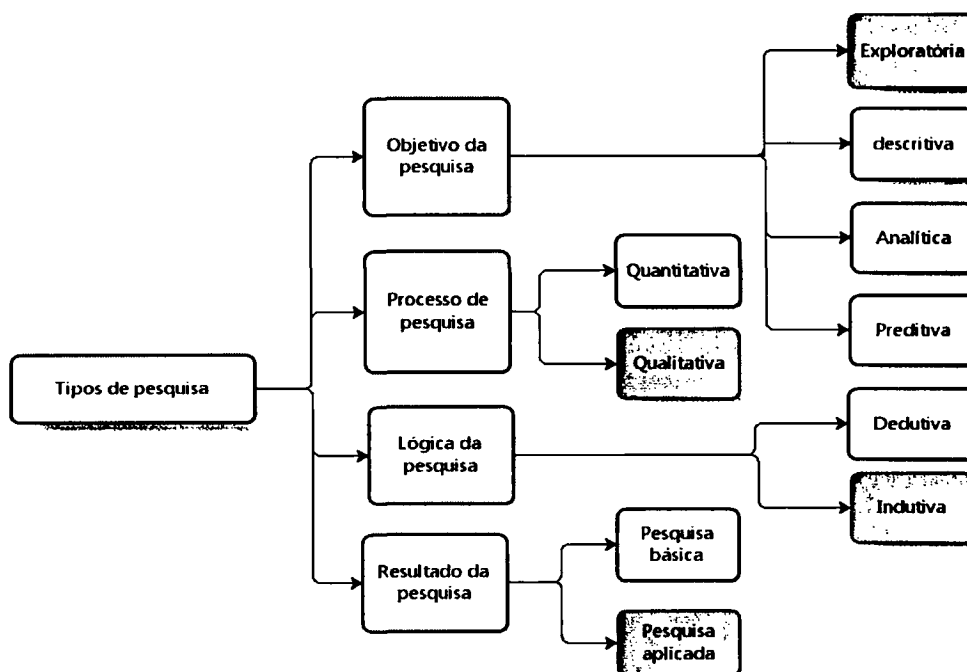 Exploratória
Objetivo da
pesquisa
descritiva
Analítica
Quantitativa
Processo de
pesquisa
Preditiva
Qualitativa
Tipos de pesquisa
Dedutiva
Lógica da
pesquisa
Indutiva
Pesquisa
básica
Resultado da
pesquisa
Pesquisa
aplicada